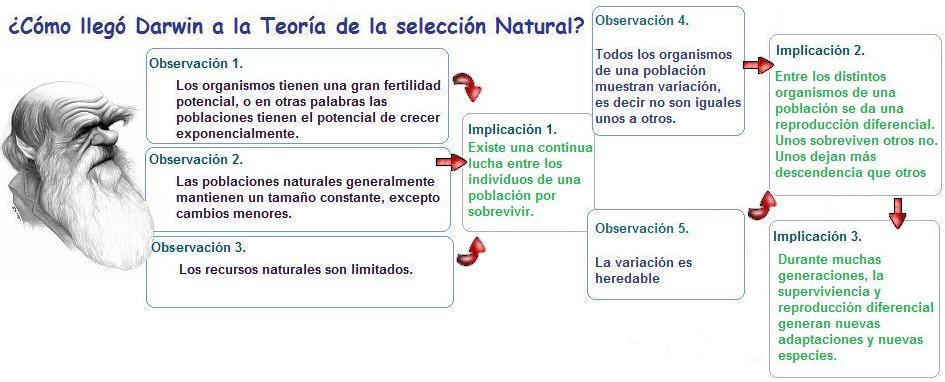 ¿Cómo llegó Darwin a la Teoría de la selección Natural?
Observación 1.
Los organismos tienen una gran fertilidad
potencial, o en otras palabras las
poblaciones tienen el potencial de crecer
exponencialmente.
Observación 2.
Las poblaciones naturales generalmente
mantienen un tamaño constante, excepto
cambios menores.
Observación 3.
Los recursos naturales son limitados.
Implicación 1.
Existe una continua
lucha entre los
individuos de una
población por
sobrevivir.
Observación 4.
Todos los organismos
de una población
muestran variación,
es decir no son iguales
unos a otros.
Observación 5.
La variación es
heredable
Implicación 2.
Entre los distintos
organismos de una
población se da una
reproducción diferencial.
Unos sobreviven otros no.
Unos dejan más
descendencia que otros
Implicación 3.
Durante muchas
generaciones, la
superviviencia y
reproducción diferencial
generan nuevas
adaptaciones y nuevas
especies.